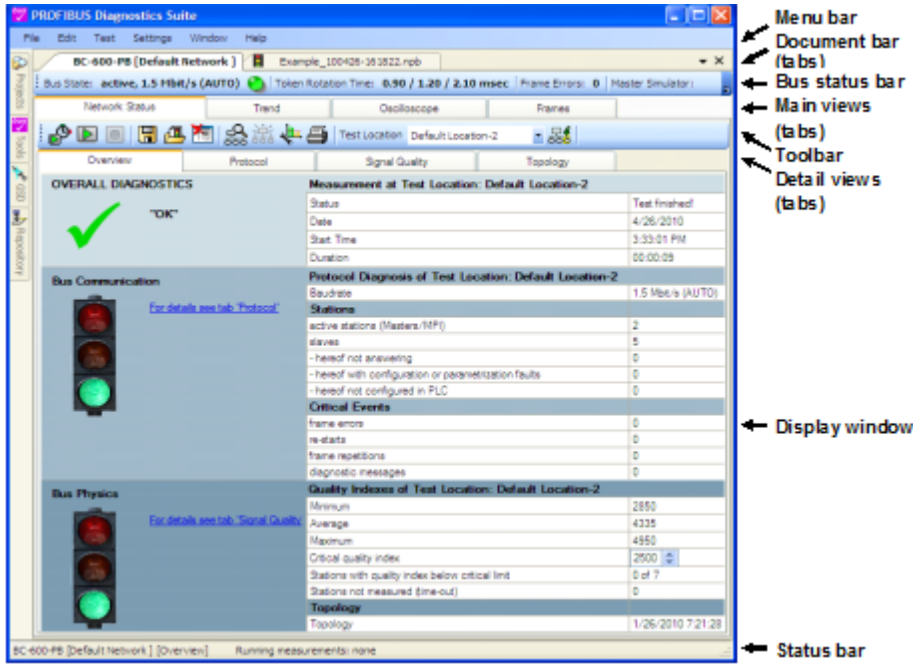 PROFIBUS Diagnostics Suite
File Edit Test Settings Window Help
BC-600-PB [Default Network ] Example_100426-161822.npb
Bus State: active, 1.5 Mbit/s (AUTO) Token Rotation Time: 0.90 / 1.20 / 2.10 msec Frame Errors: 0 Master Simulator:
Network Status Trend Oscilloscope Frames
Test Location Default Location-2
Overview Protocol Signal Quality Topology
Projects
Tools
GSD
Repository
OVERALL DIAGNOSTICS
"OK"
Measurement at Test Location: Default Location-2
Status Test finished!
Date 4/26/2010
Start Time 3:33:01 PM
Duration 00:00:09
Bus Communication
For details see tab 'Protocol'
Protocol Diagnosis of Test Location: Default Location-2
Baudrate 1.5 Mbit/s (AUTO)
Stations
active stations (Masters/MPI) 2
slaves 5
- hereof not answering 0
- hereof with configuration or parametrization faults 0
- hereof not configured in PLC 0
Critical Events
frame errors 0
re-starts 0
frame repetitions 0
diagnostic messages 0
Bus Physics
For details see tab 'Signal Quality'
Quality Indexes of Test Location: Default Location-2
Minimum 2850
Average 4335
Maximum 4950
Critical quality index 2500
Stations with quality index below critical limit 0 of 7
Stations not measured (time-out) 0
Topology
Topology 1/26/2010 7:21:28
BC-600-PB [Default Network ] [Overview] Running measurements: none
Menu bar
Document bar
(tabs)
Bus status bar
Main views
(tabs)
Toolbar
Detail views
(tabs)
Display window
Status bar